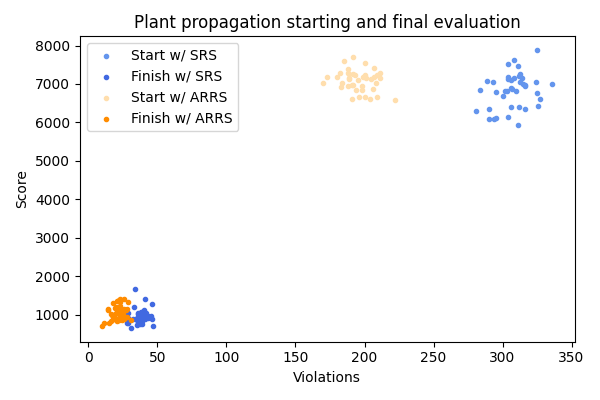 Plant propagation starting and final evaluation
Start w/ SRS
Finish w/ SRS
Start w/ ARRS
Finish w/ ARRS
Score
8000
7000
6000
5000
4000
3000
2000
1000
0 50 100 150 200 250 300 350
Violations